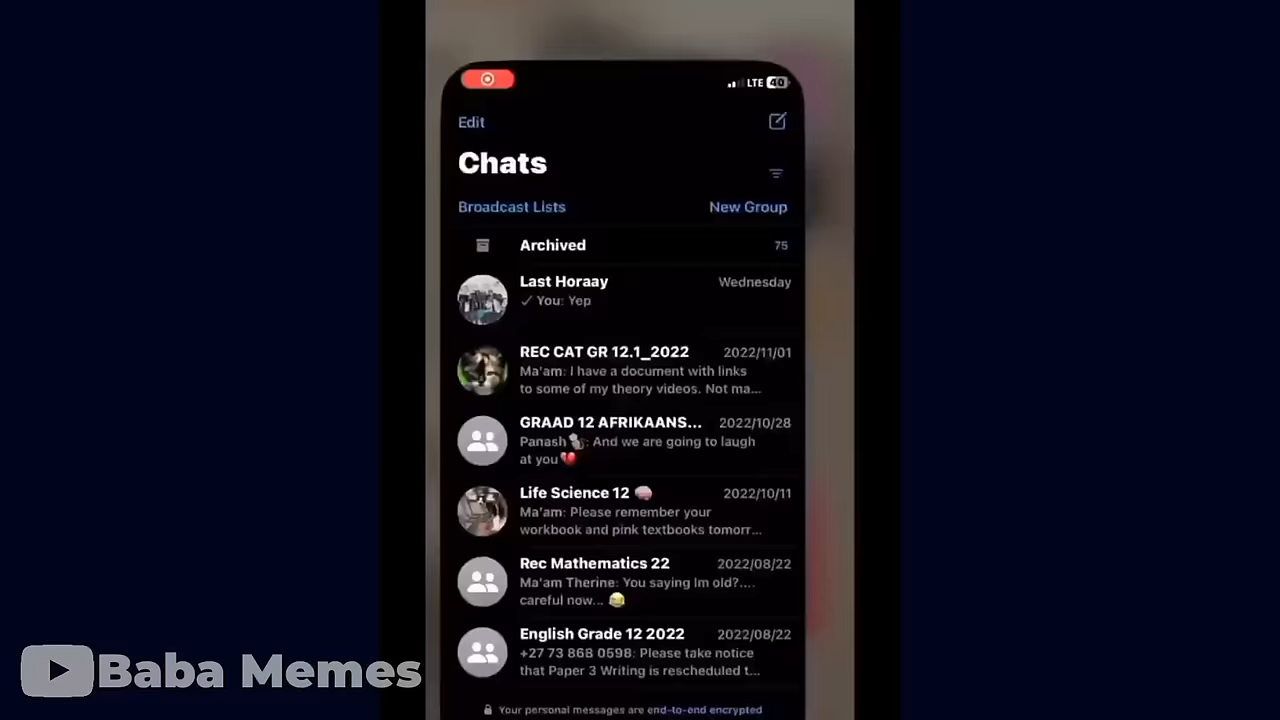 LTE 40
Edit
Chats
Broadcast Lists New Group
Archived 75
Last Horaay Wednesday
You: Yep
REC CAT GR 12.1_2022 2022/11/01
Ma'am: I have a document with links
to some of my theory videos. Not ma...
GRAAD 12 AFRIKAANS... 2022/10/28
Panash: And we are going to laugh
at you
Life Science 12 2022/10/11
Ma'am: Please remember your
workbook and pink textbooks tomorr...
Rec Mathematics 22 2022/08/22
Ma'am Therine: You saying Im old?....
careful now...
English Grade 12 2022 2022/08/22
+27 73 868 0598: Please take notice
that Paper 3 Writing is rescheduled t...
Your personal messages are end-to-end encrypted
Baba Memes